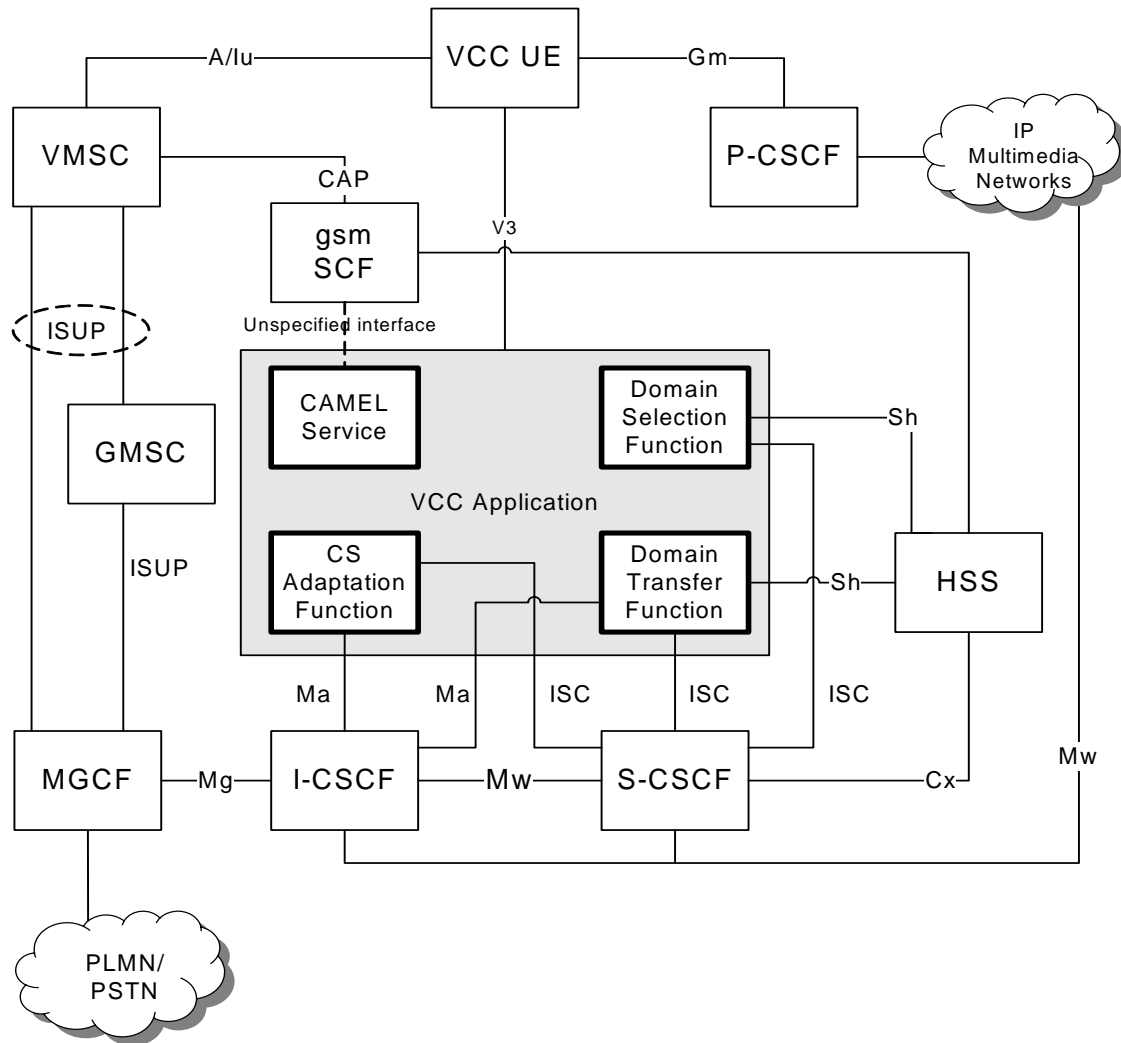 VCC UE
A/Iu
Gm
VMSC
P-CSCF
IP
Multimedia
Networks
CAP
gsm
SCF
V3
ISUP
Unspecified interface
CAMEL
Service
Domain
Selection
Function
Sh
GMSC
VCC Application
ISUP
CS
Adaptation
Function
Domain
Transfer
Function
Sh
HSS
Ma
Ma
ISC
ISC
ISC
Mw
MGCF
Mg
I-CSCF
Mw
S-CSCF
Cx
PLMN/
PSTN